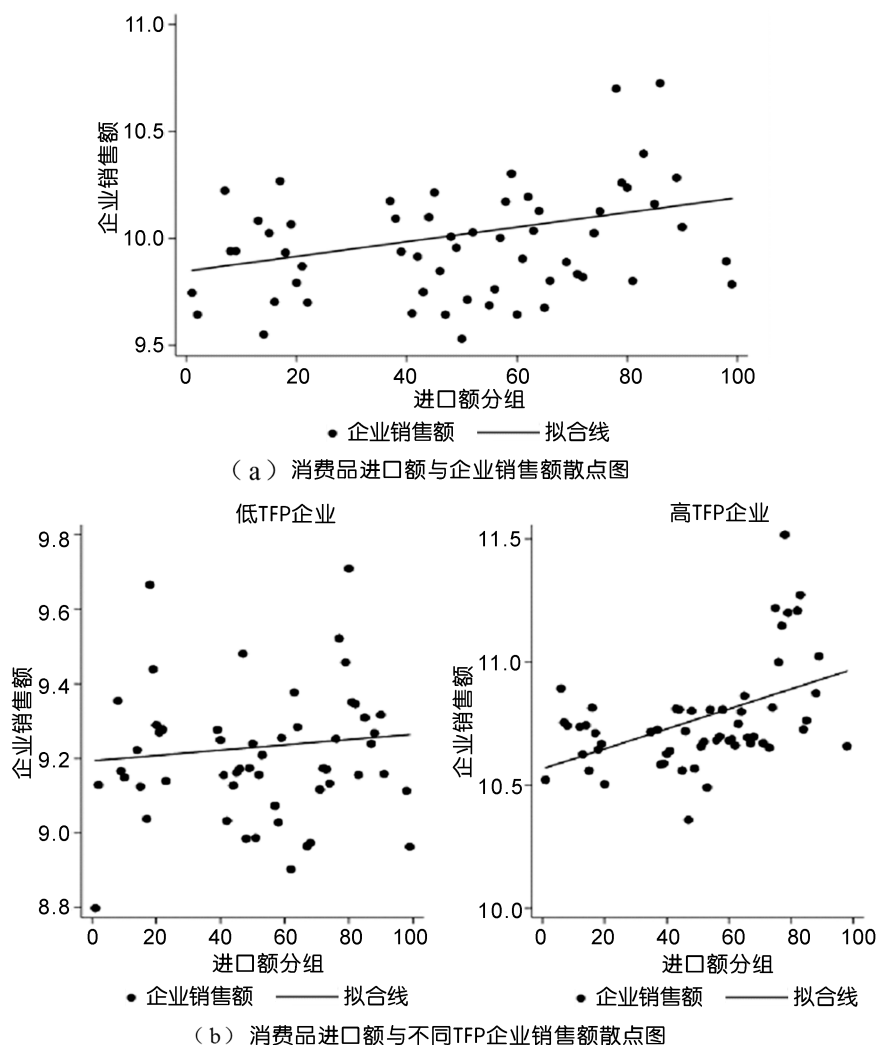 11.0
10.5
10.0
9.5
企业销售额
0 20 40 60 80 100
进口额分组
企业销售额 拟合线
（a）消费品进口额与企业销售额散点图
低TFP企业
9.8
9.6
9.4
9.2
9.0
8.8
企业销售额
0 20 40 60 80 100
进口额分组
企业销售额 拟合线
高TFP企业
11.5
11.0
10.5
10.0
企业销售额
0 20 40 60 80 100
进口额分组
企业销售额 拟合线
（b）消费品进口额与不同TFP企业销售额散点图